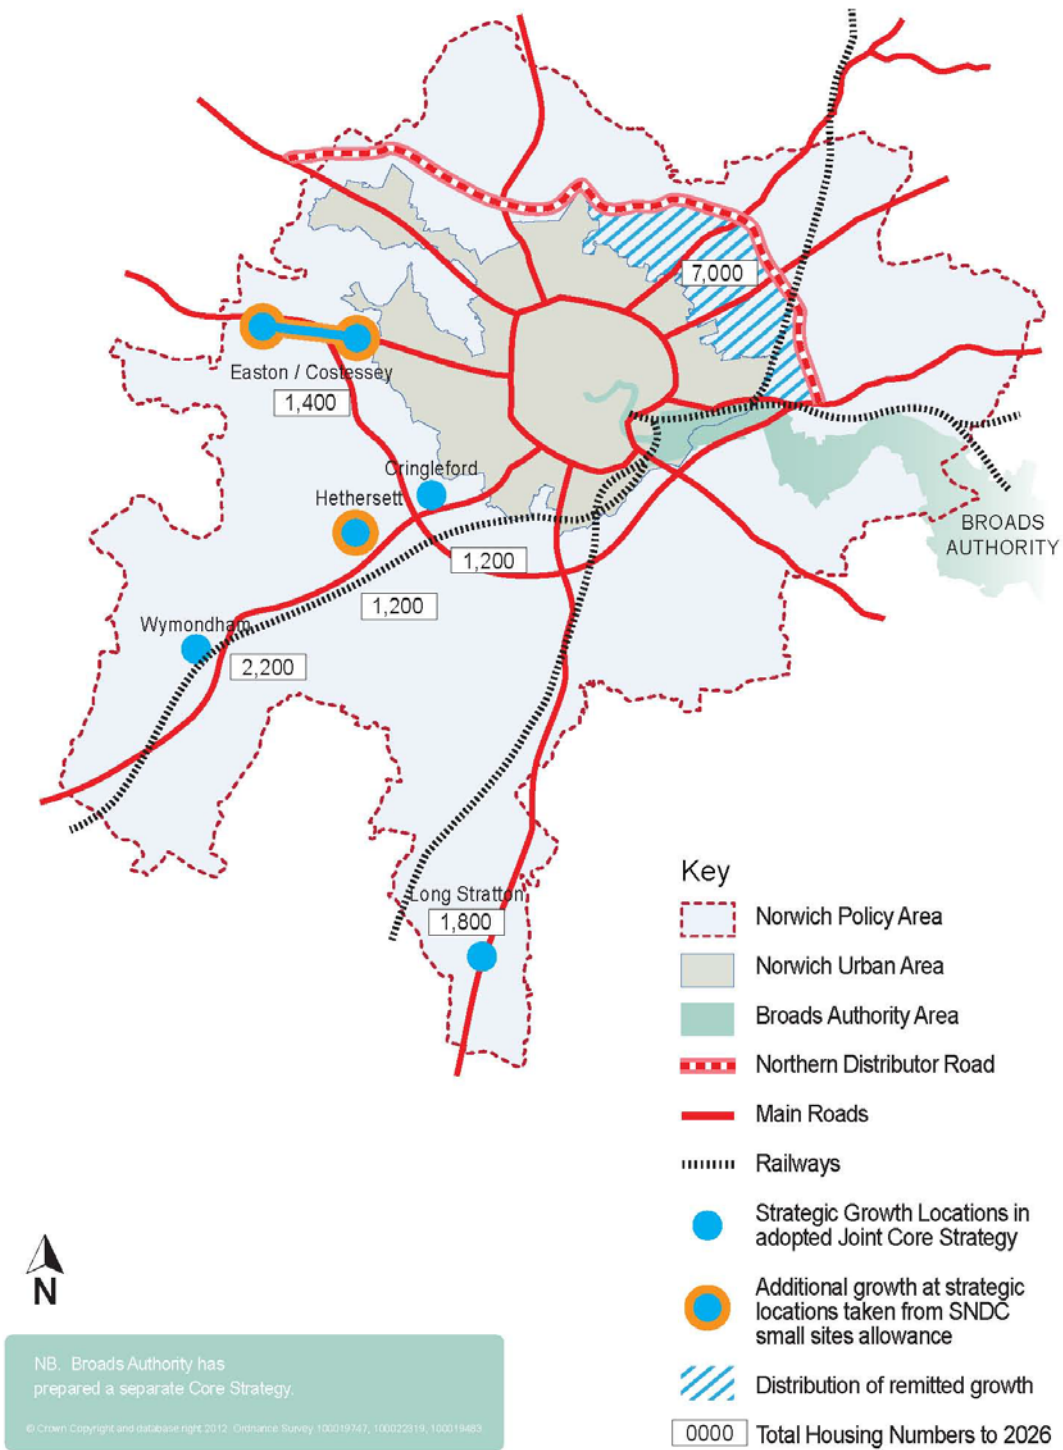 7,000
Easton / Costessey
1,400
Cringleford
Hethersett
BROADS
AUTHORITY
1,200
1,200
Wymondham
2,200
Long Stratton
1,800
Key
Norwich Policy Area
Norwich Urban Area
Broads Authority Area
Northern Distributor Road
Main Roads
Railways
Strategic Growth Locations in
adopted Joint Core Strategy
Additional growth at strategic
locations taken from SNDC
small sites allowance
Distribution of remitted growth
0000 Total Housing Numbers to 2026
N
NB. Broads Authority has
prepared a separate Core Strategy.
© Crown Copyright and database right 2012. Ordnance Survey 100019747, 100022319, 100019483